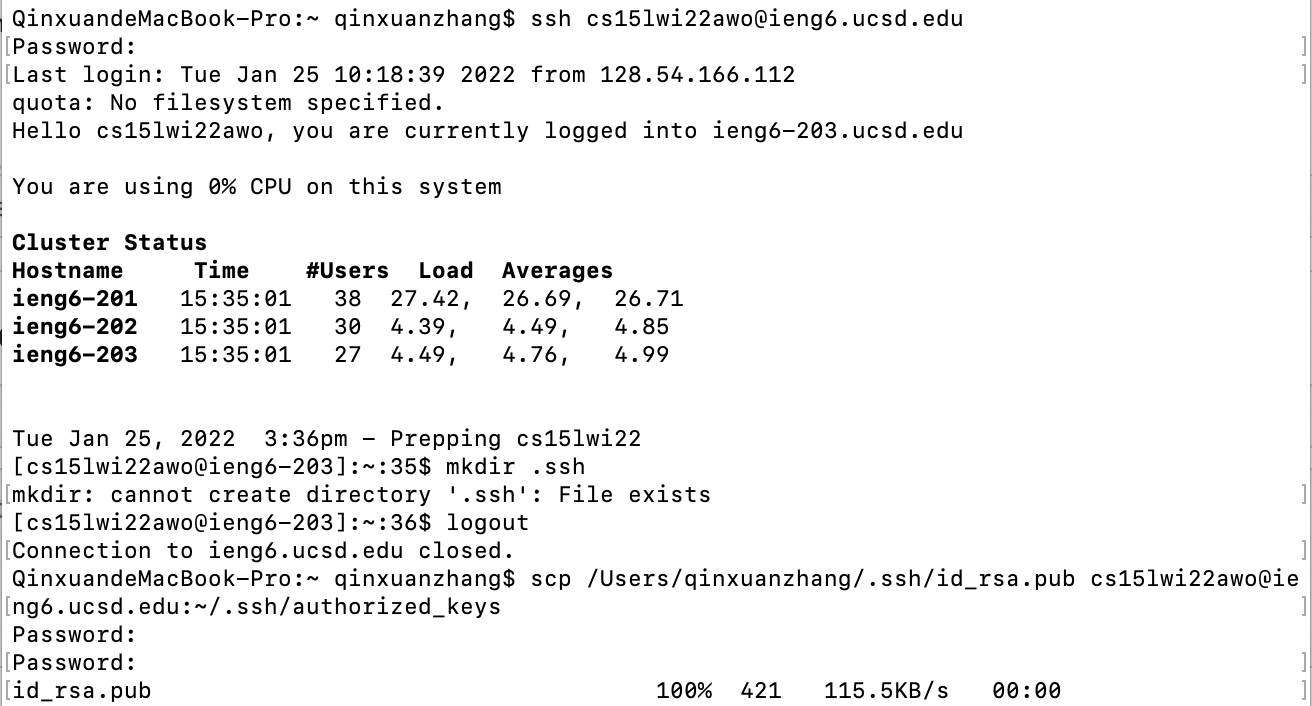 QinxuandeMacBook-Pro:~ qinxuanzhang$ ssh cs15lwi22awo@ieng6.ucsd.edu
[Password: ]
[Last login: Tue Jan 25 10:18:39 2022 from 128.54.166.112 ]
quota: No filesystem specified.
Hello cs15lwi22awo, you are currently logged into ieng6-203.ucsd.edu
You are using 0% CPU on this system
Cluster Status
Hostname Time #Users Load Averages
ieng6-201 15:35:01 38 27.42, 26.69, 26.71
ieng6-202 15:35:01 30 4.39, 4.49, 4.85
ieng6-203 15:35:01 27 4.49, 4.76, 4.99
Tue Jan 25, 2022 3:36pm - Prepping cs15lwi22
[cs15lwi22awo@ieng6-203]:~:35$ mkdir .ssh
[mkdir: cannot create directory '.ssh': File exists ]
[cs15lwi22awo@ieng6-203]:~:36$ logout
[Connection to ieng6.ucsd.edu closed. ]
QinxuandeMacBook-Pro:~ qinxuanzhang$ scp /Users/qinxuanzhang/.ssh/id_rsa.pub cs15lwi22awo@ie
[ng6.ucsd.edu:~/.ssh/authorized_keys ]
Password:
[Password: ]
[id_rsa.pub 100% 421 115.5KB/s 00:00 ]